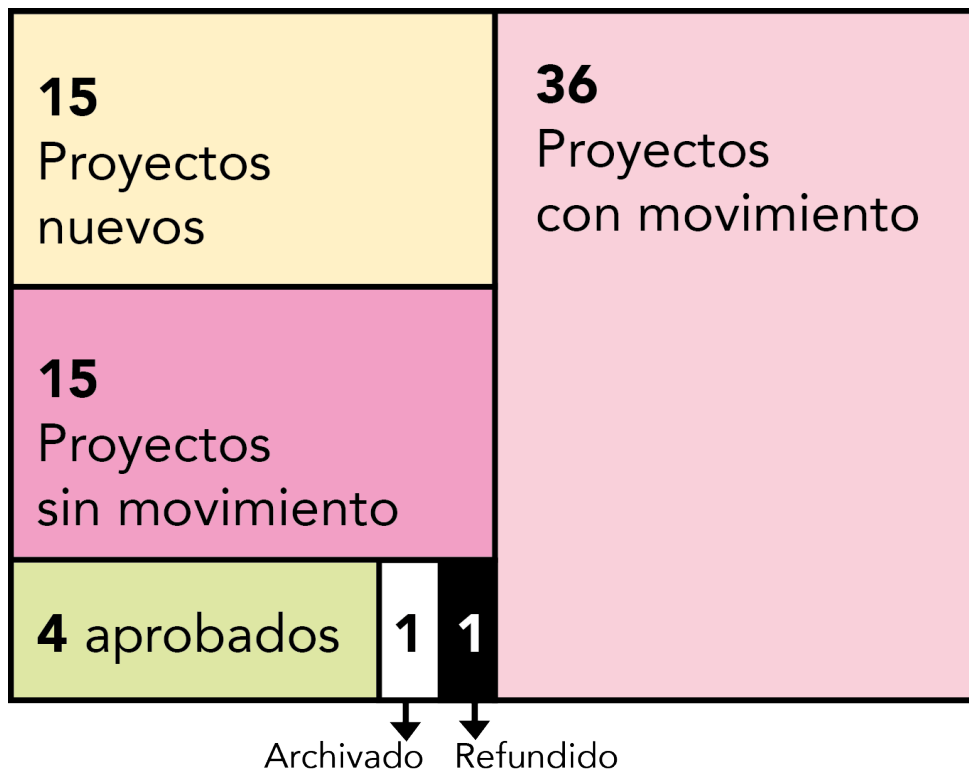 15
Proyectos
nuevos
36
Proyectos
con movimiento
15
Proyectos
sin movimiento
4 aprobados
1
1
Archivado
Refundido